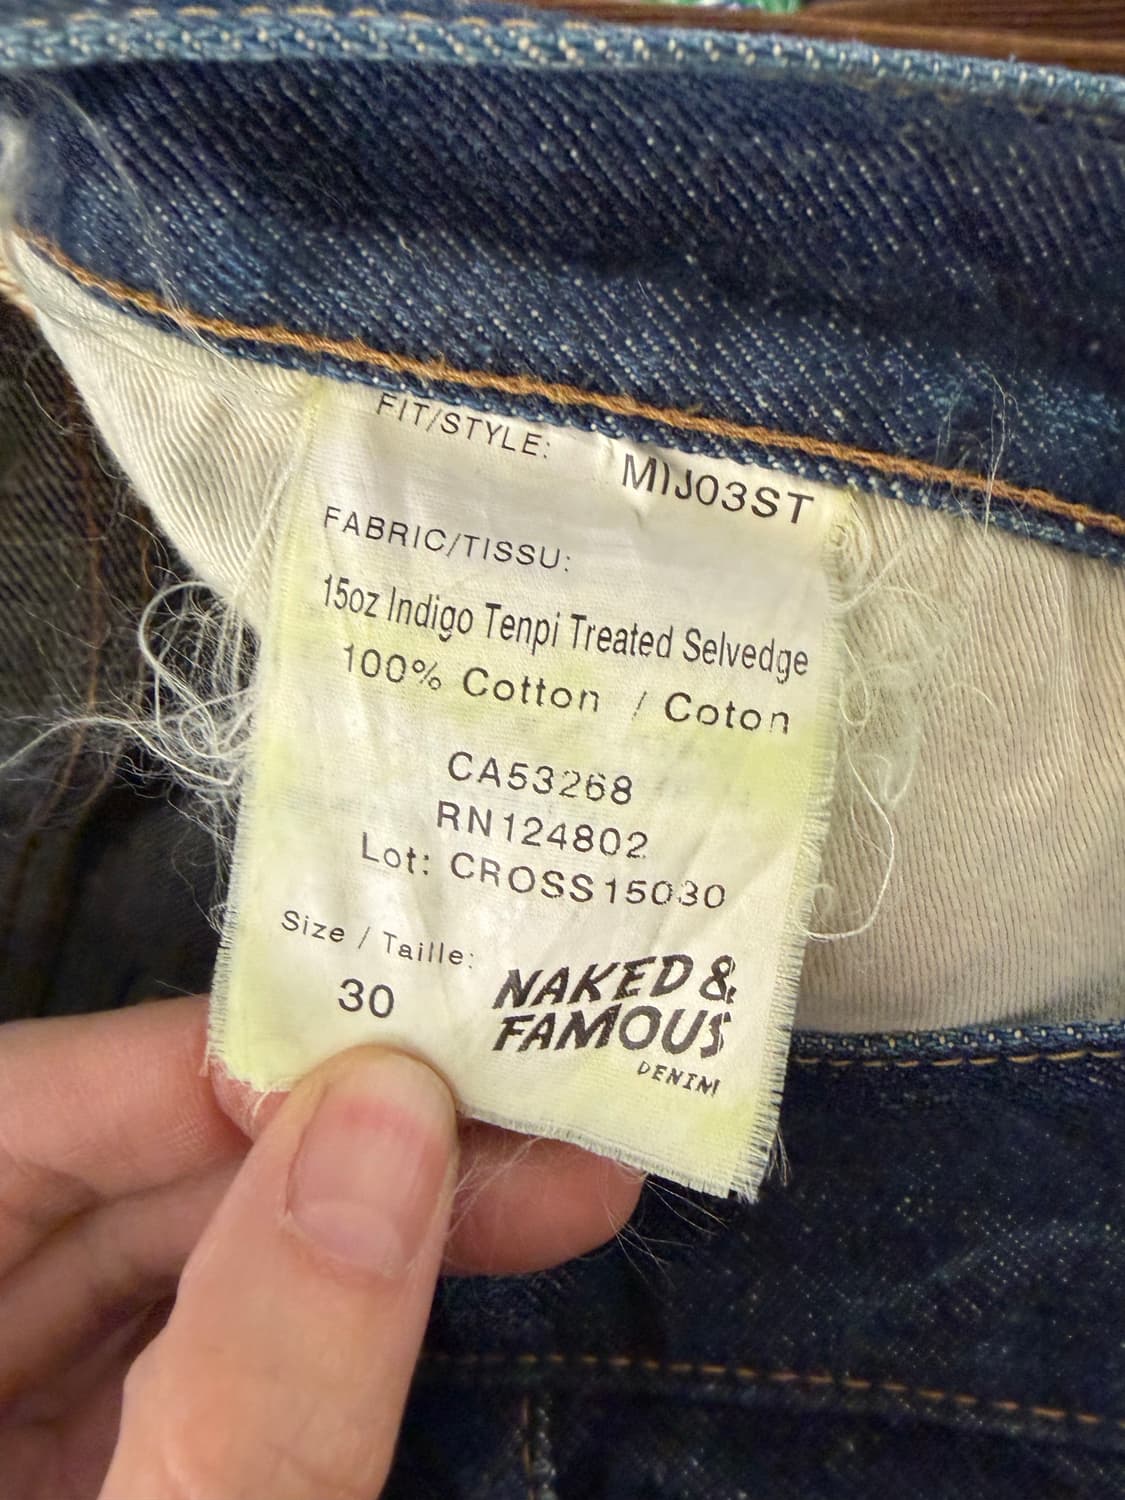 FIT/STYLE: MIJ03ST
FABRIC/TISSU:
15oz Indigo Tenpi Treated Selvedge
100% Cotton / Coton
CA53268
RN124802
Lot: CROSS15030
Size / Taille:
30
NAKED &
FAMOUS
DENIM